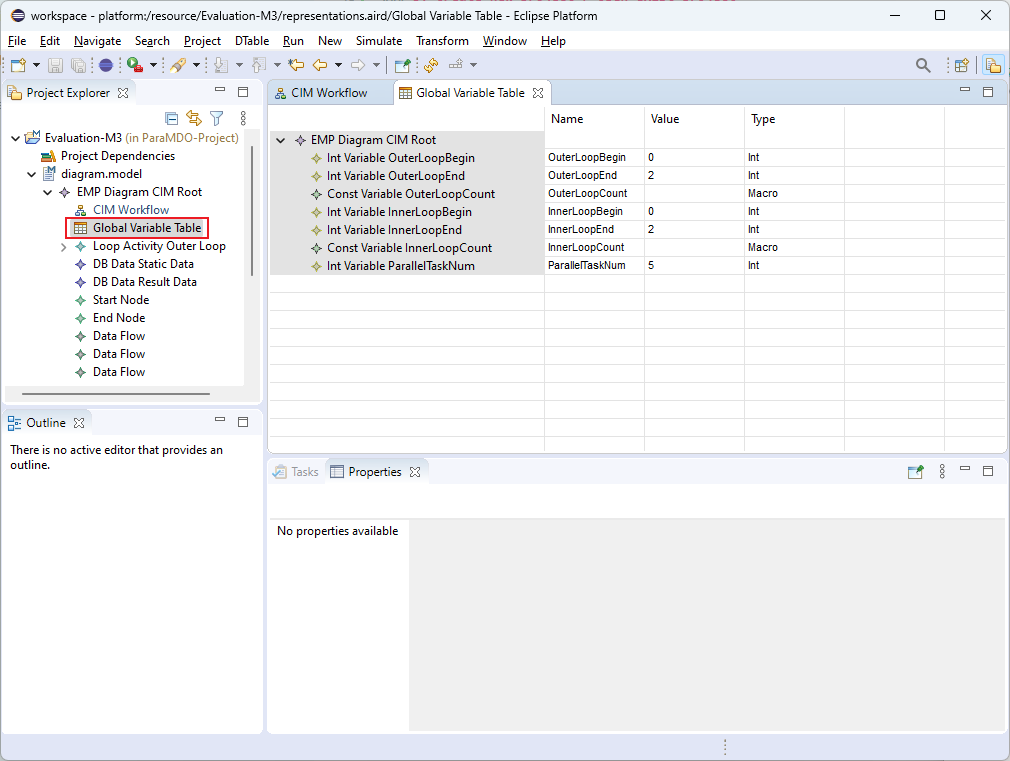 workspace - platform:/resource/Evaluation-M3/representations.aird/Global Variable Table - Eclipse Platform
File Edit Navigate Search Project DTable Run New Simulate Transform Window Help
Project Explorer
Evaluation-M3 (in ParaMDO-Project)
Project Dependencies
diagram.model
EMP Diagram CIM Root
CIM Workflow
Global Variable Table
Loop Activity Outer Loop
DB Data Static Data
DB Data Result Data
Start Node
End Node
Data Flow
Data Flow
Data Flow
Outline
There is no active editor that provides an
outline.
CIM Workflow Global Variable Table
Name Value Type
EMP Diagram CIM Root
Int Variable OuterLoopBegin OuterLoopBegin 0 Int
Int Variable OuterLoopEnd OuterLoopEnd 2 Int
Const Variable OuterLoopCount OuterLoopCount Macro
Int Variable InnerLoopBegin InnerLoopBegin 0 Int
Int Variable InnerLoopEnd InnerLoopEnd 2 Int
Const Variable InnerLoopCount InnerLoopCount Macro
Int Variable ParallelTaskNum ParallelTaskNum 5 Int
Tasks Properties
No properties available